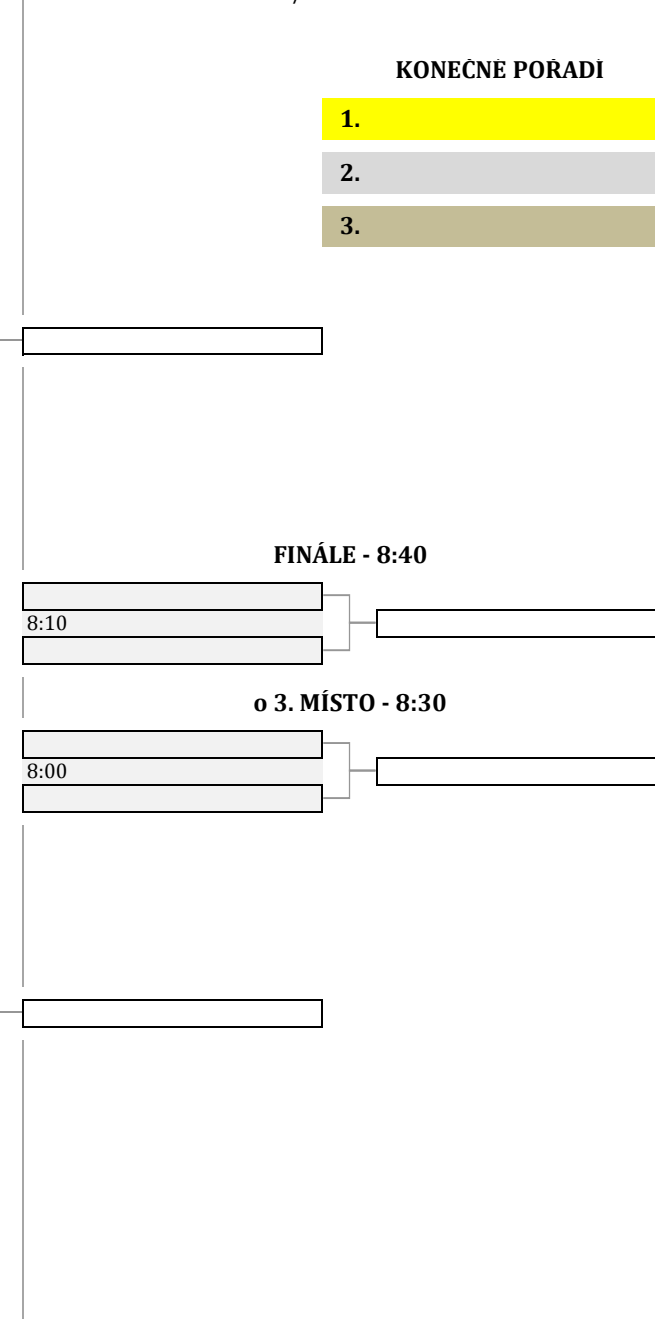 KONEČNÉ POŘADÍ
1.
2.
3.
FINÁLE - 8:40
8:10
o 3. MÍSTO - 8:30
8:00